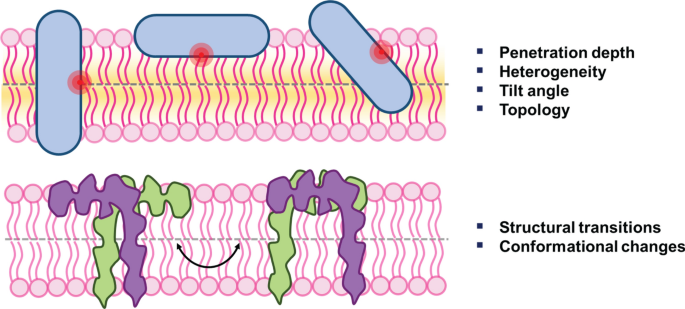 ▪ Penetration depth
▪ Heterogeneity
▪ Tilt angle
▪ Topology
▪ Structural transitions
▪ Conformational changes